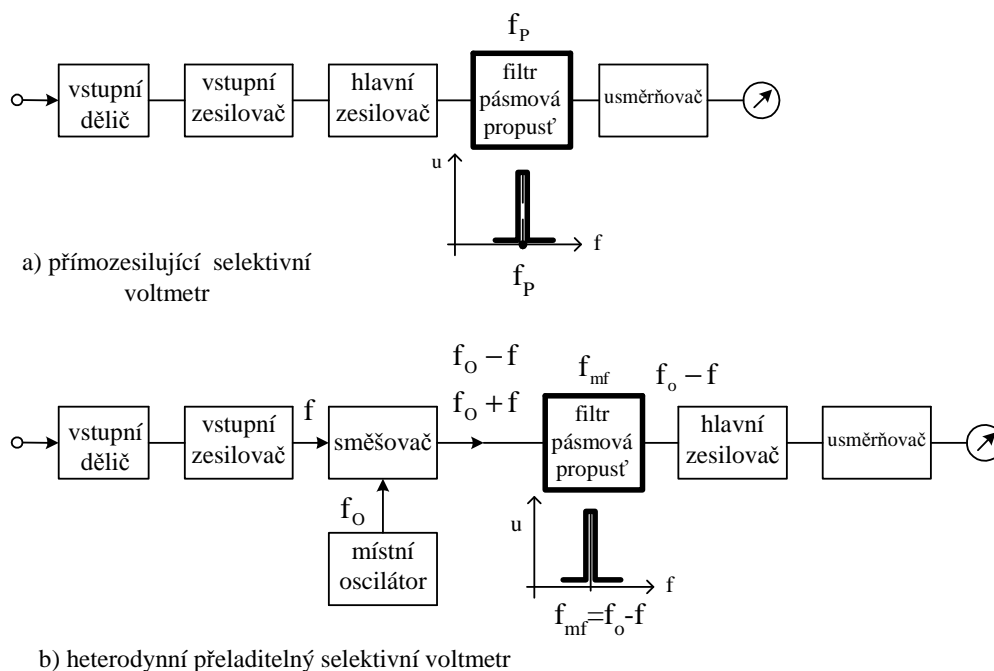 f_P
vstupní
dělič
vstupní
zesilovač
hlavní
zesilovač
filtr
pásmová
propusť
usměrňovač
u
f
f_P
a) přímozesilující selektivní
voltmetr
f_O − f
f_O + f
f_mf
f_o − f
vstupní
dělič
vstupní
zesilovač
f
směšovač
filtr
pásmová
propusť
hlavní
zesilovač
usměrňovač
f_O
místní
oscilátor
u
f
f_mf=f_o-f
b) heterodynní přeladitelný selektivní voltmetr